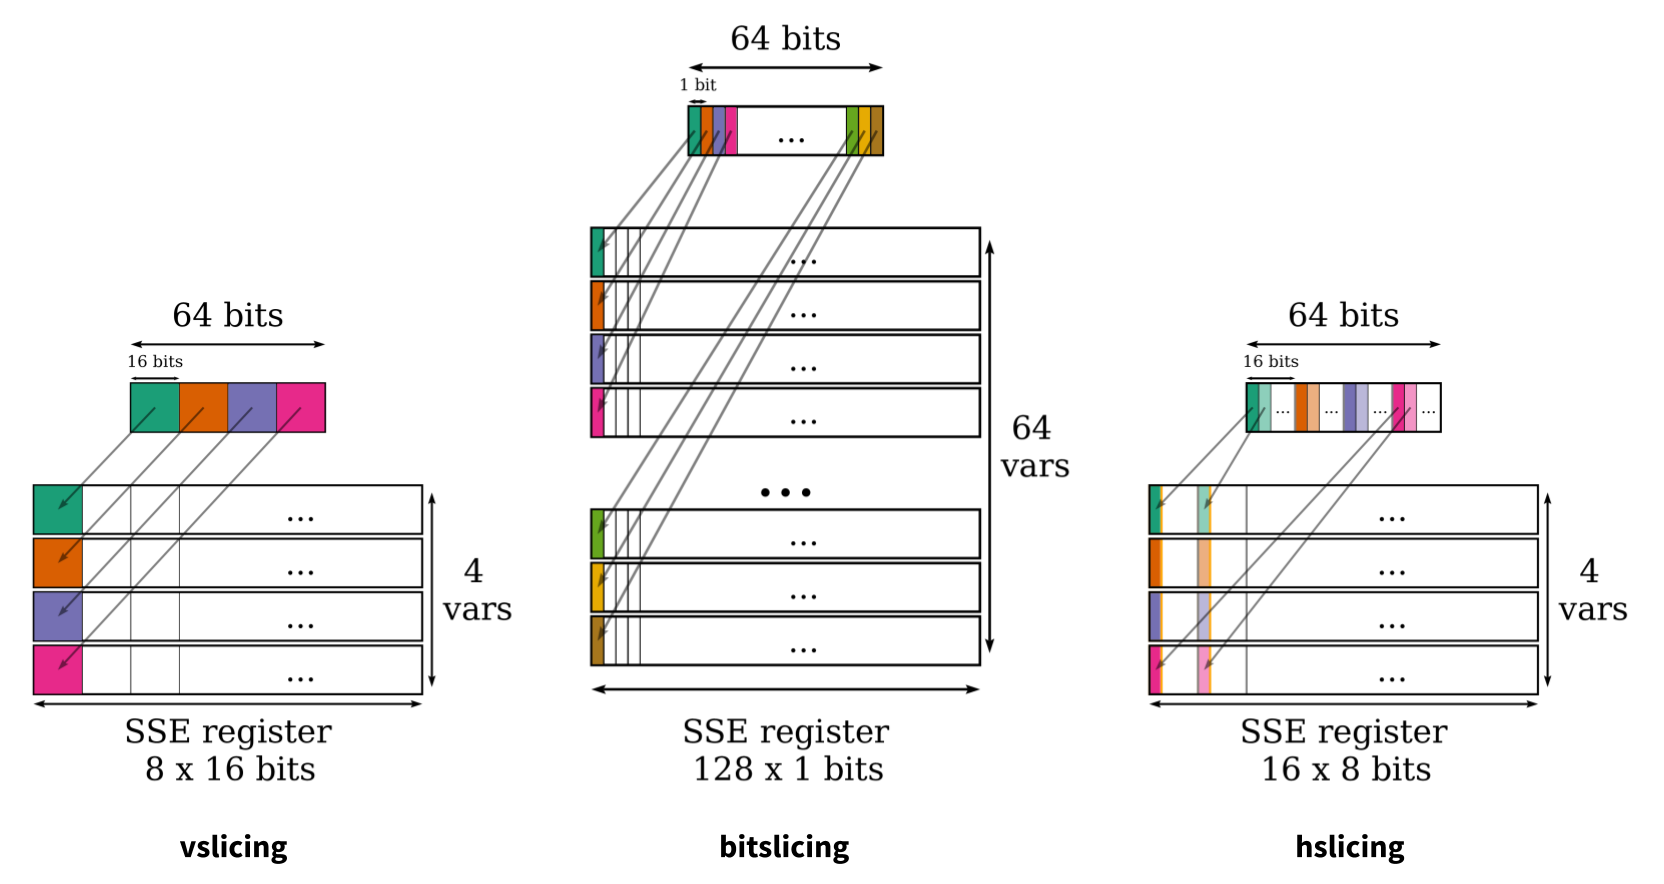 64 bits
16 bits
...
...
...
...
4
vars
SSE register
8 x 16 bits
vslicing
64 bits
1 bit
...
...
...
...
...
...
...
...
...
64
vars
SSE register
128 x 1 bits
bitslicing
64 bits
16 bits
... ... ... ...
...
...
...
...
4
vars
SSE register
16 x 8 bits
hslicing